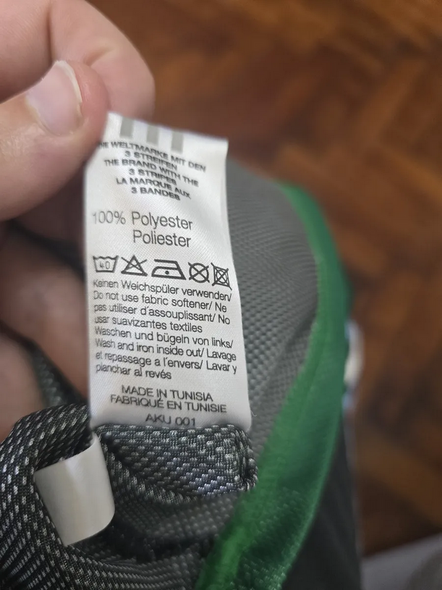 DIE WELTMARKE MIT DEN
3 STREIFEN
THE BRAND WITH THE
3 STRIPES
LA MARQUE AUX
3 BANDES
100% Polyester
Poliester
40
Keinen Weichspüler verwenden/
Do not use fabric softener/ Ne
pas utiliser d'assouplissant/ No
usar suavizantes textiles
Waschen und bügeln von links/
Wash and iron inside out/ Lavage
et repassage a l'envers/ Lavar y
planchar al revés
MADE IN TUNISIA
FABRIQUÉ EN TUNISIE
AKU 001